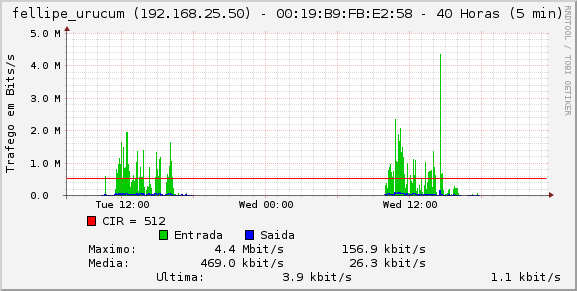 fellipe_urucum (192.168.25.50) - 00:19:B9:FB:E2:58 - 40 Horas (5 min)
RRDTOOL / TOBI OETIKER
Trafego em Bits/s
5.0 M
4.0 M
3.0 M
2.0 M
1.0 M
0.0
Tue 12:00 Wed 00:00 Wed 12:00
CIR = 512
Entrada Saida
Maximo: 4.4 Mbit/s 156.9 kbit/s
Media: 469.0 kbit/s 26.3 kbit/s
Ultima: 3.9 kbit/s 1.1 kbit/s